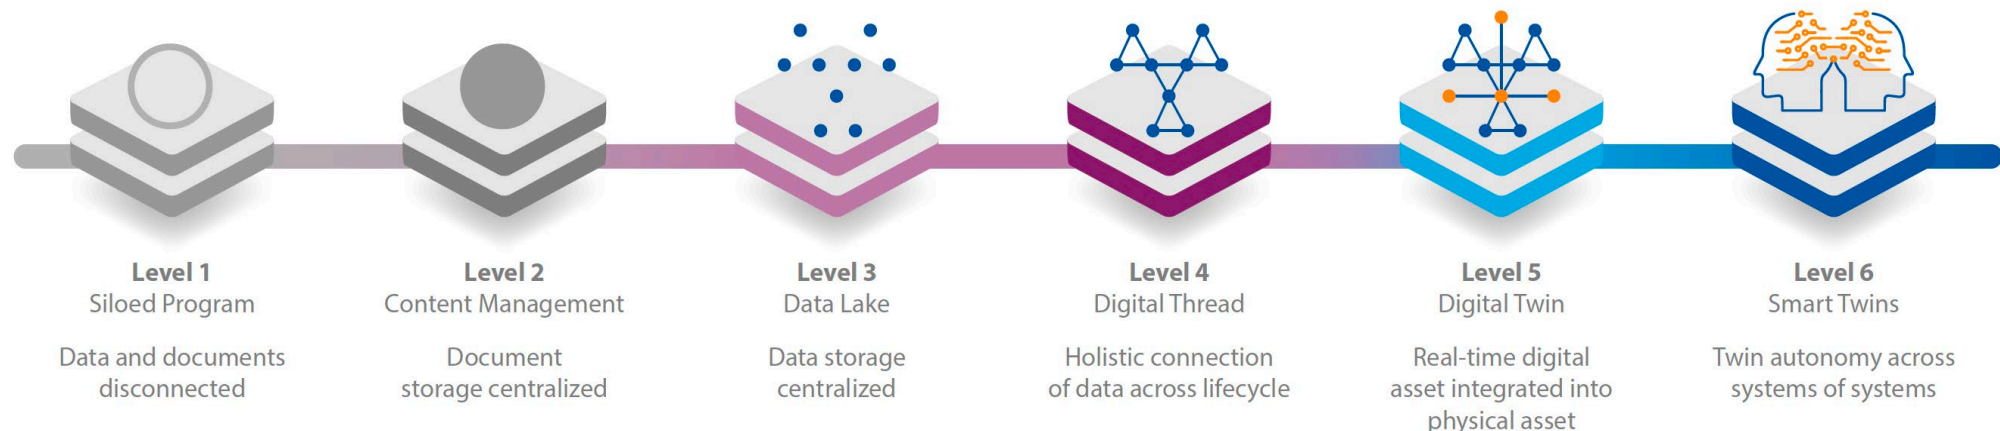 Level 1
Siloed Program
Data and documents
disconnected
Level 2
Content Management
Document
storage centralized
Level 3
Data Lake
Data storage
centralized
Level 4
Digital Thread
Holistic connection
of data across lifecycle
Level 5
Digital Twin
Real-time digital
asset integrated into
physical asset
Level 6
Smart Twins
Twin autonomy across
systems of systems